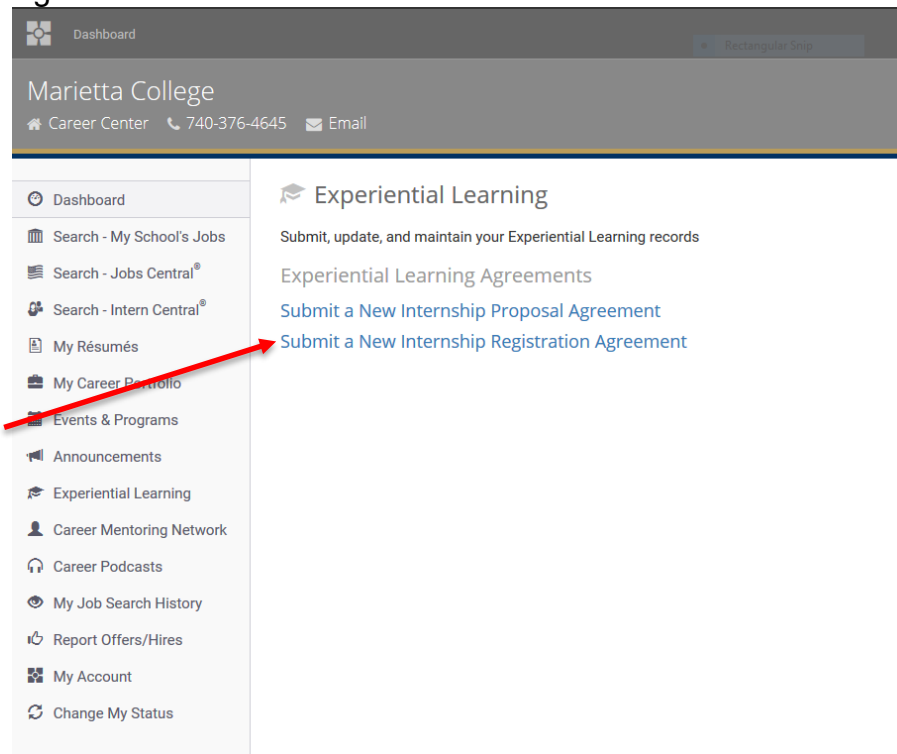 Dashboard
Rectangular Snip
Marietta College
Career Center 740-376-4645 Email
Dashboard
Search - My School's Jobs
Search - Jobs Central®
Search - Intern Central®
My Résumés
My Career Portfolio
Events & Programs
Announcements
Experiential Learning
Career Mentoring Network
Career Podcasts
My Job Search History
Report Offers/Hires
My Account
Change My Status
Experiential Learning
Submit, update, and maintain your Experiential Learning records
Experiential Learning Agreements
Submit a New Internship Proposal Agreement
Submit a New Internship Registration Agreement